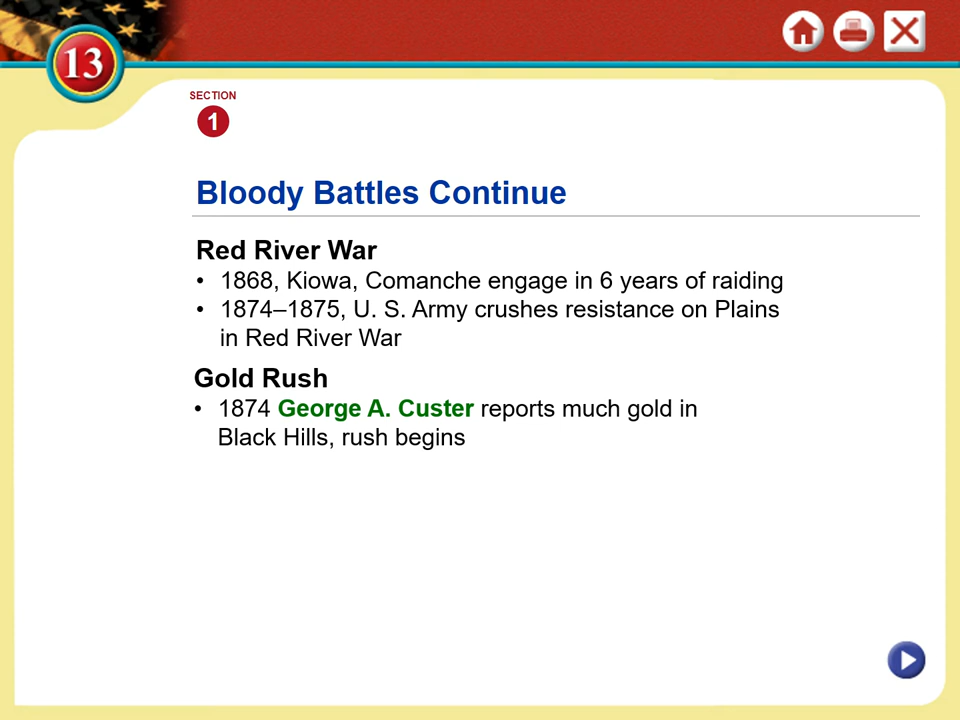 13
SECTION
1
Bloody Battles Continue
Red River War
• 1868, Kiowa, Comanche engage in 6 years of raiding
• 1874–1875, U. S. Army crushes resistance on Plains
in Red River War
Gold Rush
• 1874 George A. Custer reports much gold in
Black Hills, rush begins